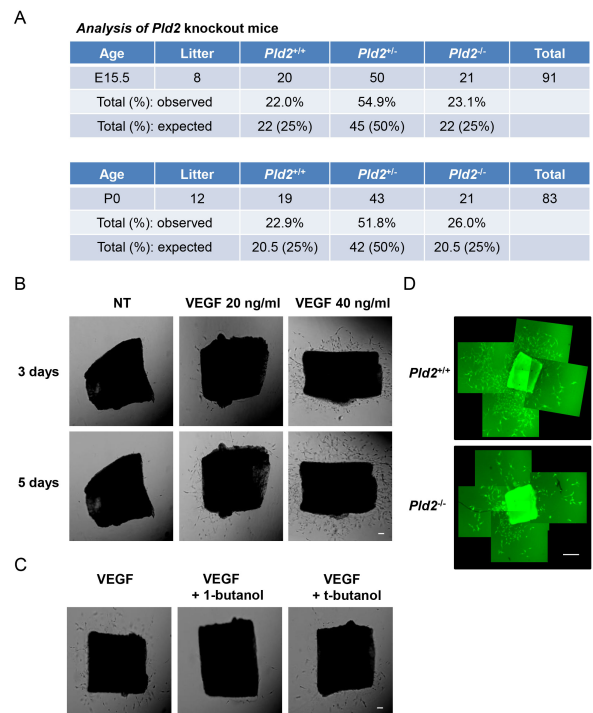 A
Analysis of Pld2 knockout mice
Age Litter Pld2+/+ Pld2+/- Pld2-/- Total
E15.5 8 20 50 21 91
Total (%): observed 22.0% 54.9% 23.1%
Total (%): expected 22 (25%) 45 (50%) 22 (25%)
Age Litter Pld2+/+ Pld2+/- Pld2-/- Total
P0 12 19 43 21 83
Total (%): observed 22.9% 51.8% 26.0%
Total (%): expected 20.5 (25%) 42 (50%) 20.5 (25%)
B
NT VEGF 20 ng/ml VEGF 40 ng/ml
3 days
5 days
C
VEGF VEGF + 1-butanol VEGF + t-butanol
D
Pld2+/+
Pld2-/-